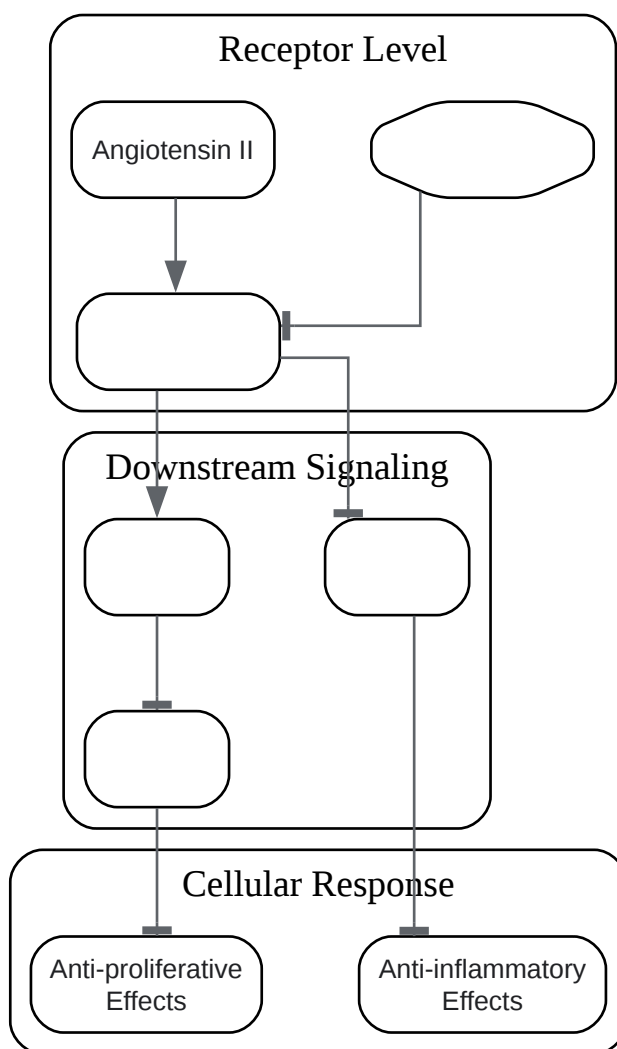 Receptor Level
Angiotensin II
Downstream Signaling
Cellular Response
Anti-proliferative
Effects
Anti-inflammatory
Effects